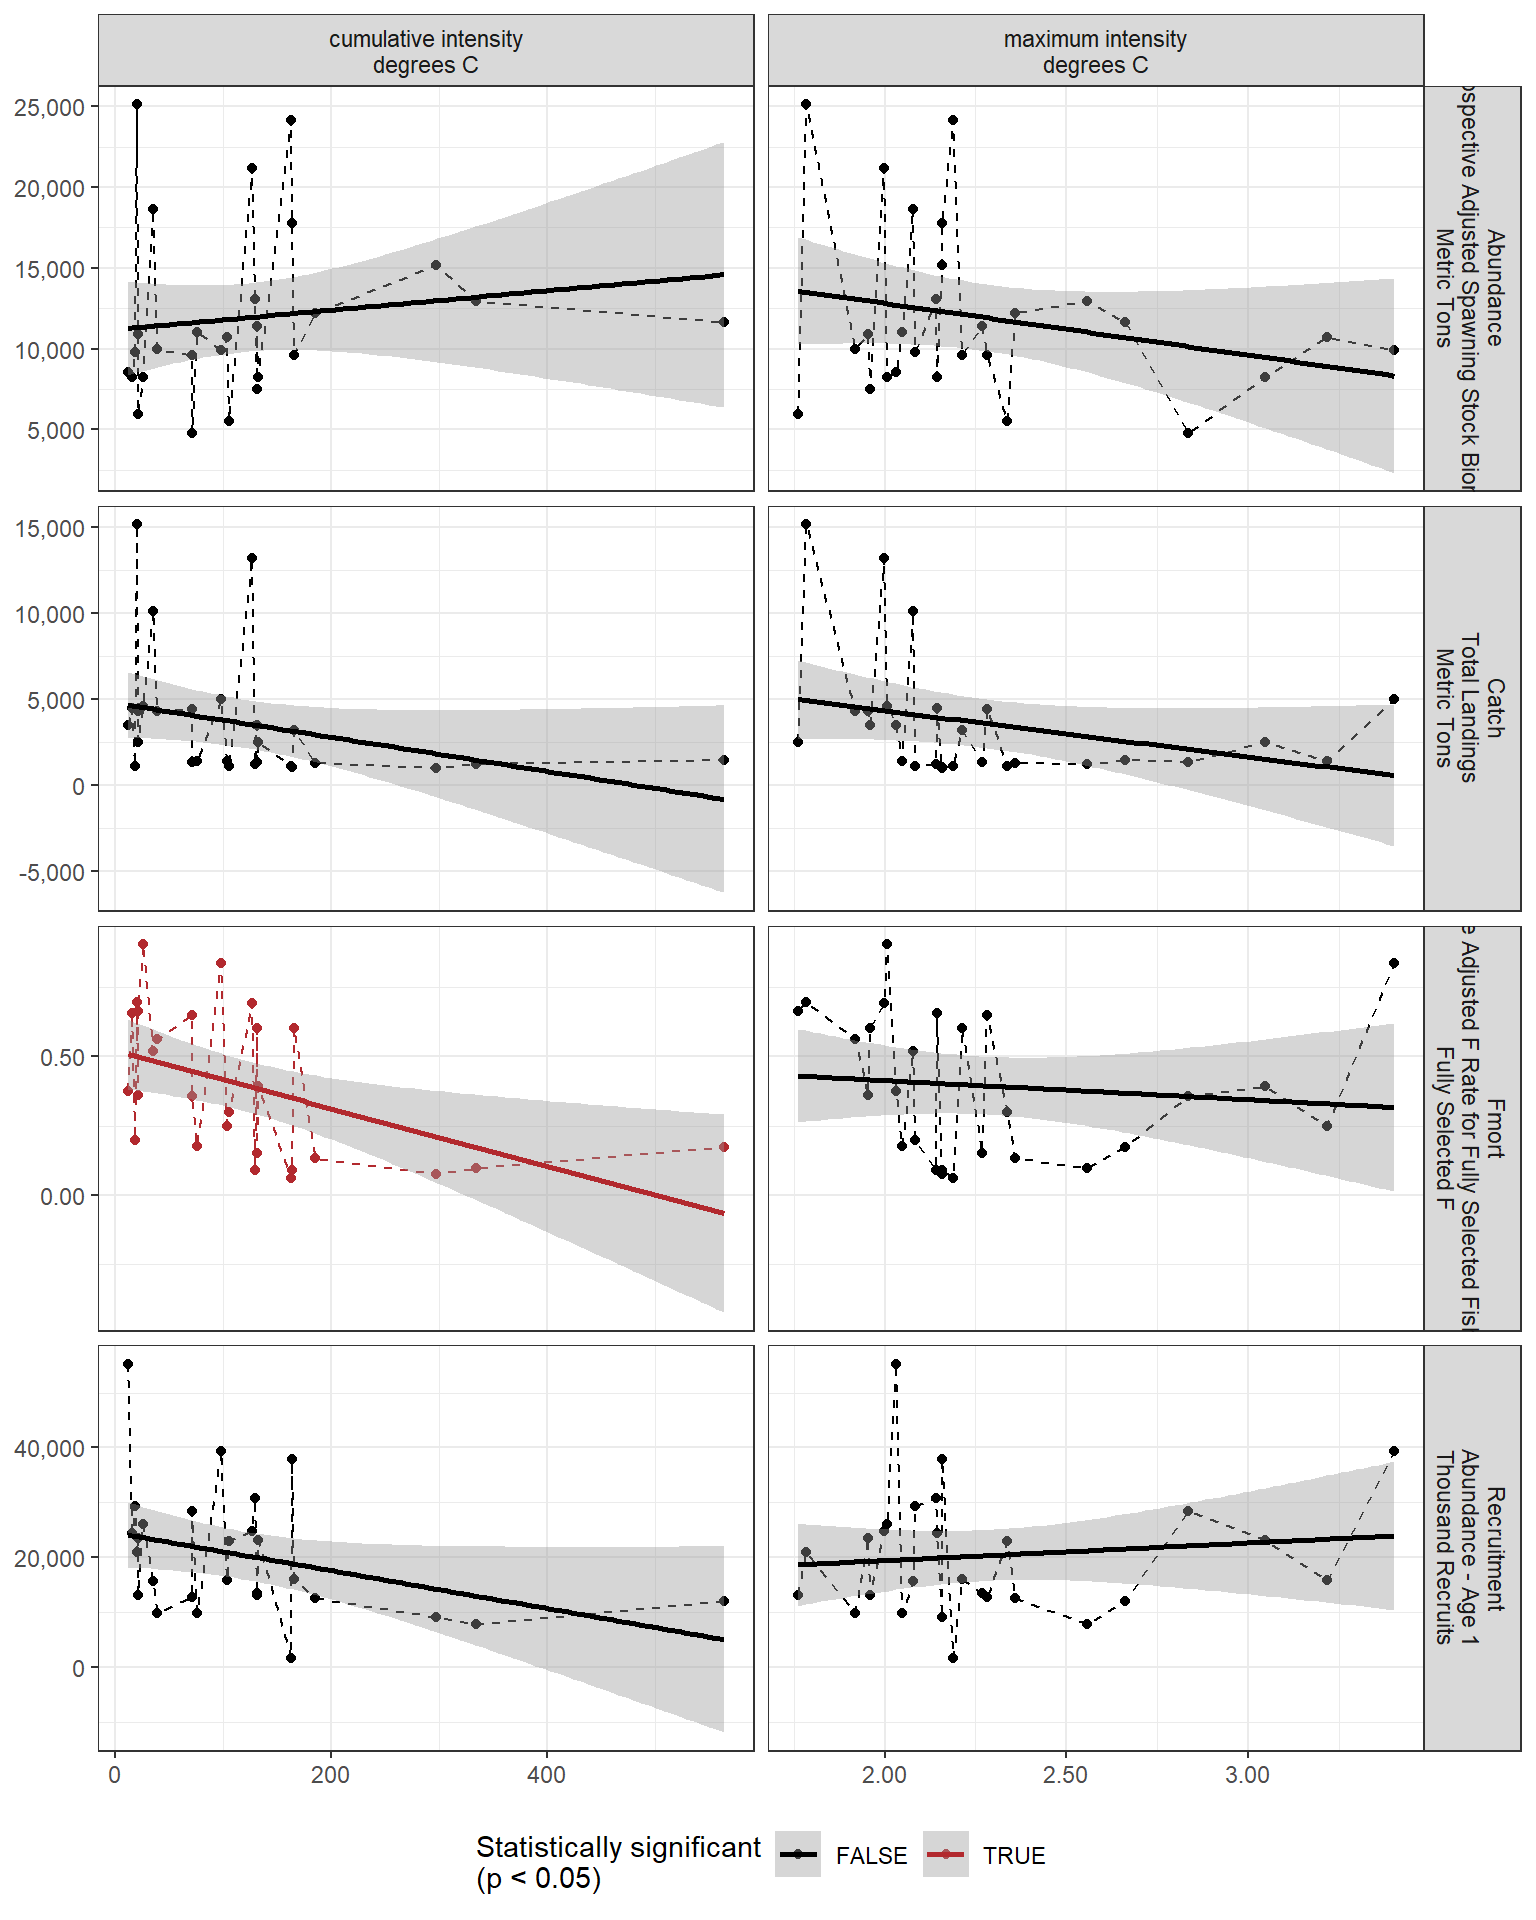 cumulative intensity
degrees C
maximum intensity
degrees C
25,000
20,000
15,000
10,000
5,000
Abundance
Adjusted Spawning Stock
Metric Tons
15,000
10,000
5,000
0
-5,000
Catch
Total Landings
Metric Tons
0.50
0.00
Fmort
Adjusted F Rate for Fully Selected
Fully Selected F
40,000
20,000
0
Recruitment
Abundance - Age 1
Thousand Recruits
0
200
400
2.00
2.50
3.00
Statistically significant
(p < 0.05)
FALSE
TRUE